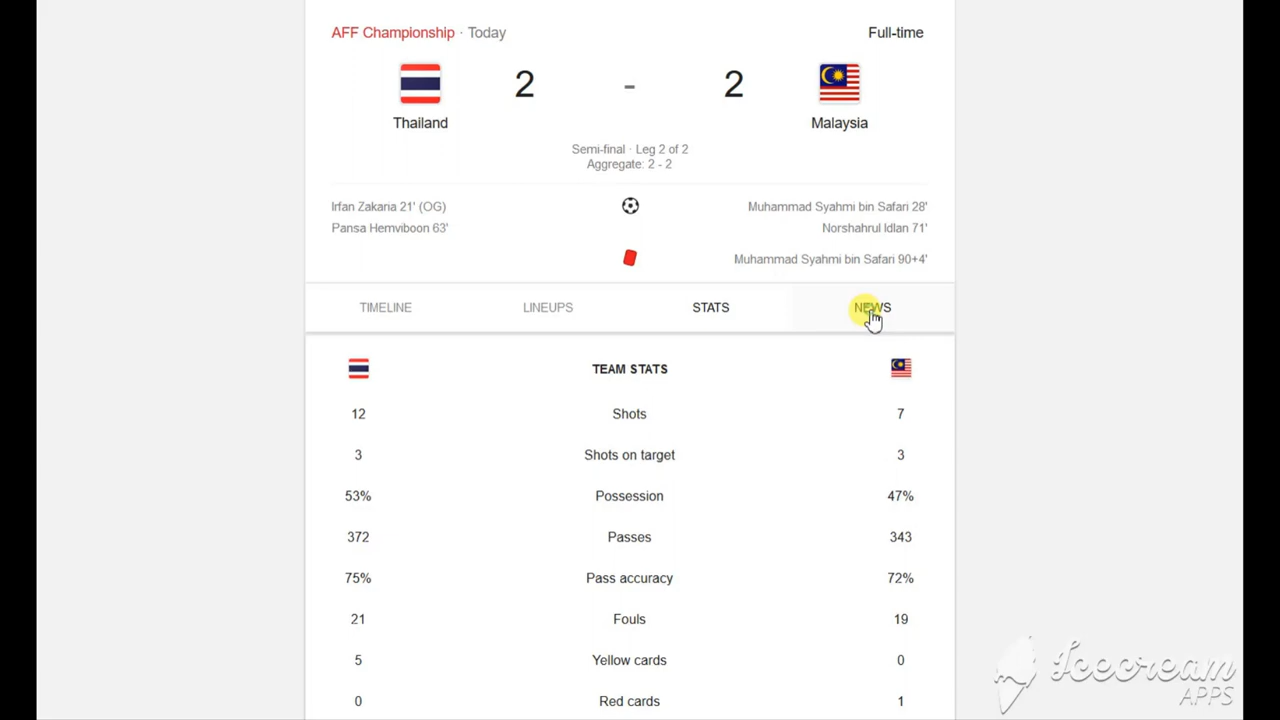 AFF Championship · Today Full-time
2 - 2
Thailand Malaysia
Semi-final · Leg 2 of 2
Aggregate: 2 - 2
Irfan Zakaria 21' (OG) Muhammad Syahmi bin Safari 28'
Pansa Hemviboon 63' Norshahrul Idlan 71'
Muhammad Syahmi bin Safari 90+4'
TIMELINE LINEUPS STATS NEWS
TEAM STATS
12 Shots 7
3 Shots on target 3
53% Possession 47%
372 Passes 343
75% Pass accuracy 72%
21 Fouls 19
5 Yellow cards 0
0 Red cards 1
Icecream
APPS